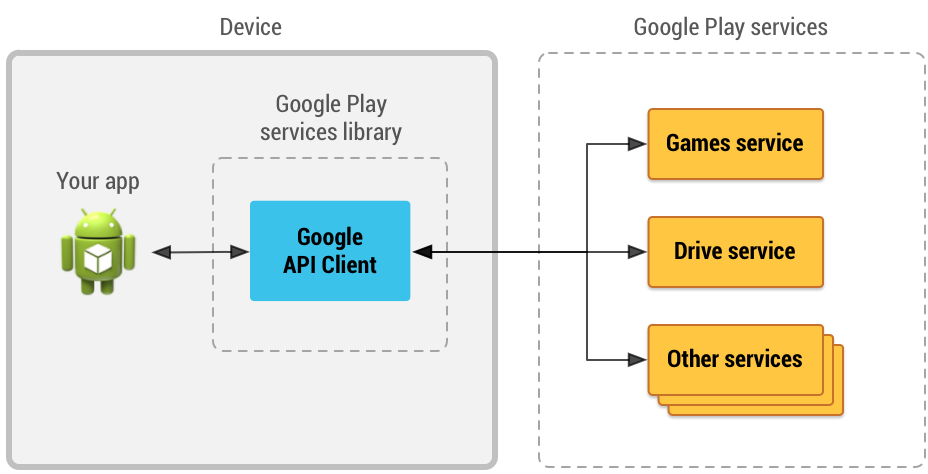 Device
Google Play services
Google Play
services library
Your app
Google
API Client
Games service
Drive service
Other services